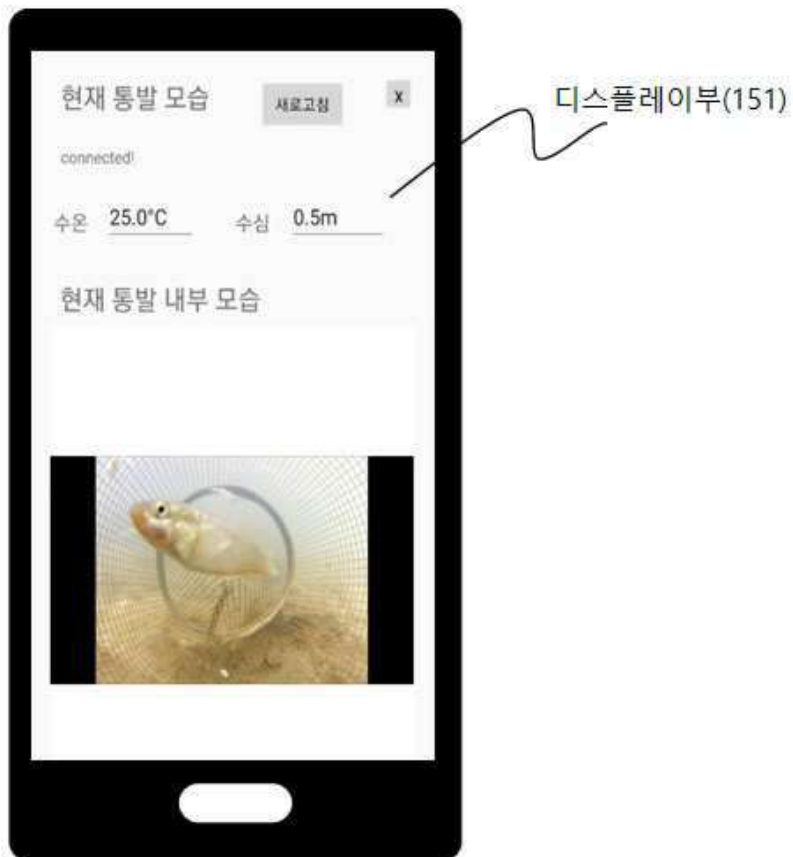 현재 통발 모습 새로고침 x
디스플레이부(151)
connected!
수온 25.0°C 수심 0.5m
현재 통발 내부 모습